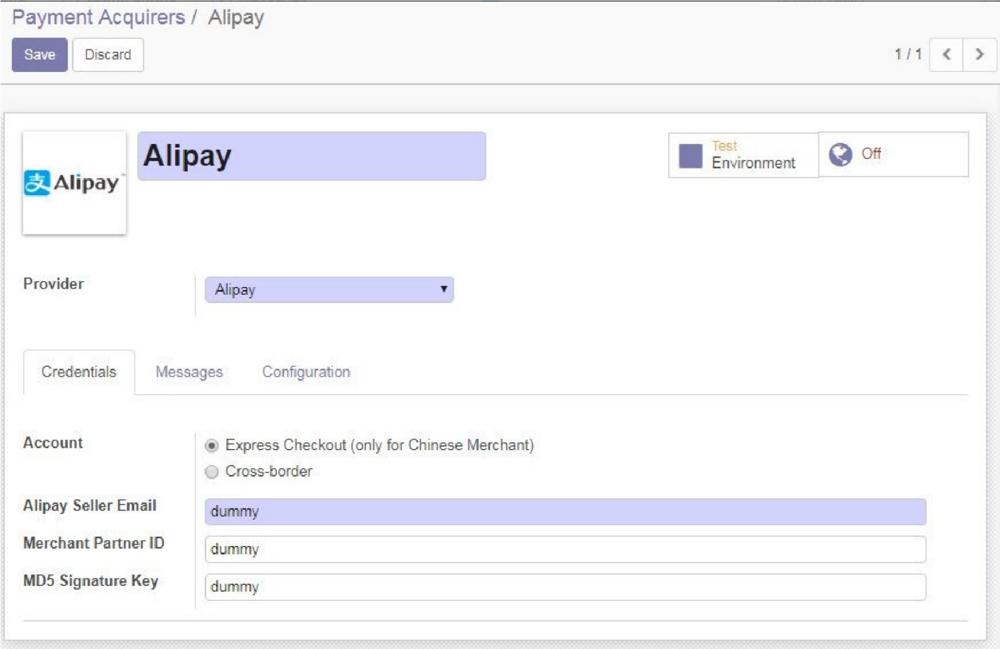 Payment Acquirers / Alipay
Save Discard 1 / 1
支 Alipay™
Alipay
Test
Environment
Off
Provider
Alipay
Credentials Messages Configuration
Account
Express Checkout (only for Chinese Merchant)
Cross-border
Alipay Seller Email
dummy
Merchant Partner ID
dummy
MD5 Signature Key
dummy